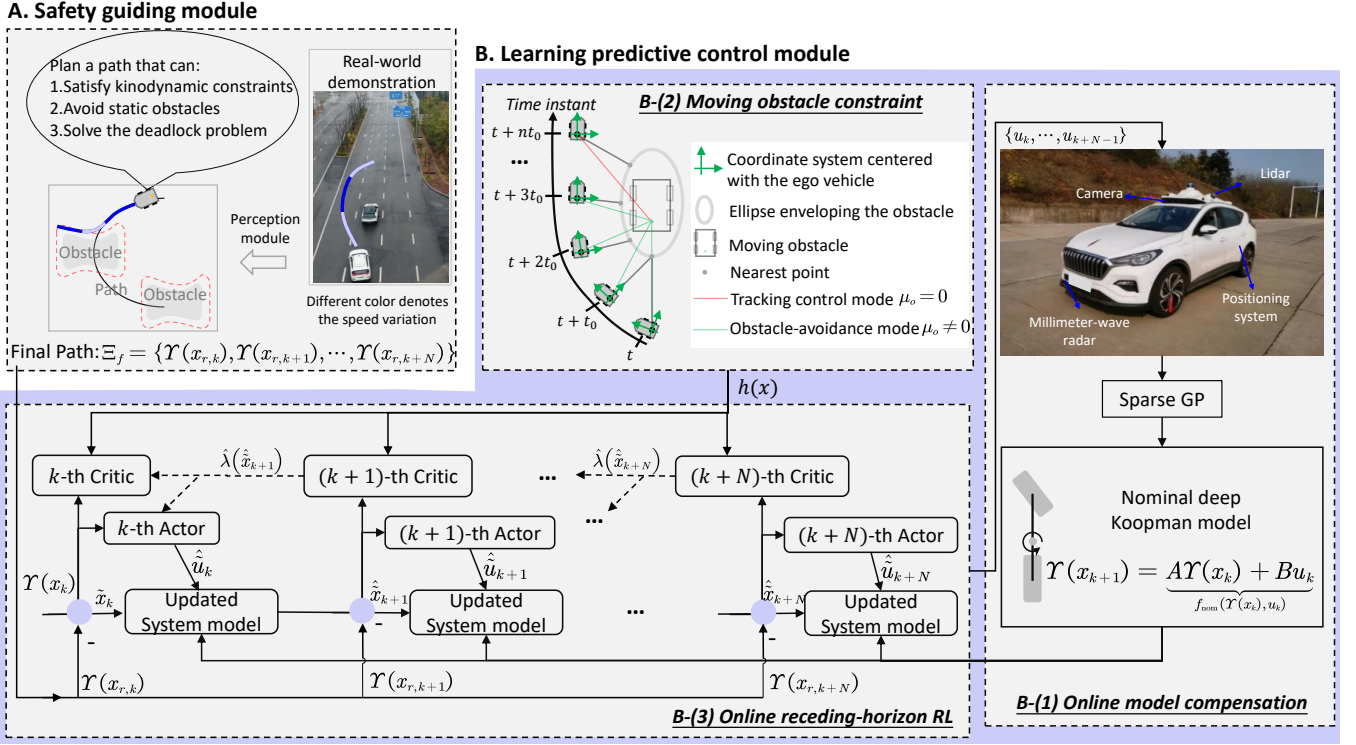 A. Safety guiding module
Plan a path that can:
1.Satisfy kinodynamic constraints
2.Avoid static obstacles
3.Solve the deadlock problem
Real-world
demonstration
Perception
module
Obstacle
Path
Obstacle
Different color denotes
the speed variation
Final Path: Ξ_f = {ϒ(x_{r,k}), ϒ(x_{r,k+1}), ⋯, ϒ(x_{r,k+N})}
B. Learning predictive control module
B-(2) Moving obstacle constraint
Time instant
t + nt₀
...
t + 3t₀
t + 2t₀
t + t₀
t
Coordinate system centered
with the ego vehicle
Ellipse enveloping the obstacle
Moving obstacle
Nearest point
Tracking control mode μ_o = 0
Obstacle-avoidance mode μ_o ≠ 0
h(x)
{u_k, ⋯, u_{k+N−1}}
Camera
Lidar
Positioning
system
Millimeter-wave
radar
Sparse GP
Nominal deep
Koopman model
ϒ(x_{k+1}) = Aϒ(x_k) + Bu_k
f_nom(ϒ(x_k), u_k)
B-(1) Online model compensation
k-th Critic
λ̂(x̃̂_{k+1})
(k + 1)-th Critic
...
λ̂(x̃̂_{k+N})
(k + N)-th Critic
k-th Actor
(k + 1)-th Actor
...
(k + N)-th Actor
ũ̂_k
ũ̂_{k+1}
ũ̂_{k+N}
ϒ(x_k)
x̃_k
Updated
System model
x̃̂_{k+1}
Updated
System model
...
x̃̂_{k+N}
Updated
System model
-
-
-
ϒ(x_{r,k})
ϒ(x_{r,k+1})
ϒ(x_{r,k+N})
B-(3) Online receding-horizon RL